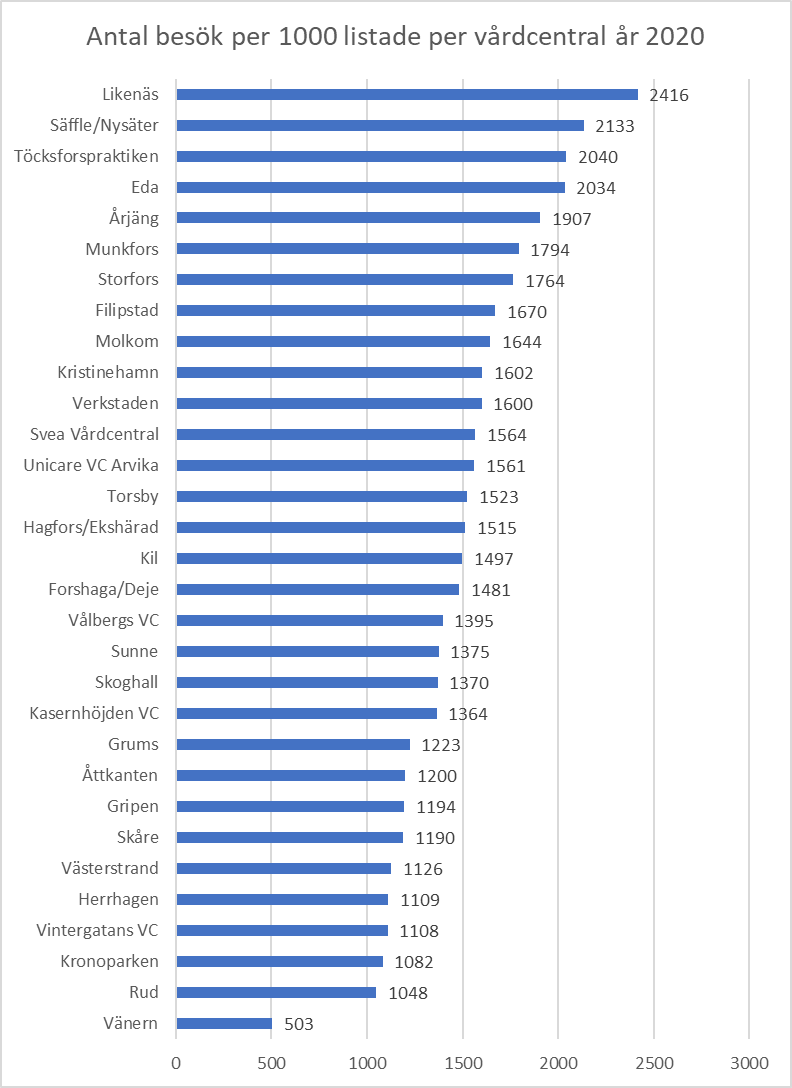 Antal besök per 1000 listade per vårdcentral år 2020
Likenäs 2416
Säffle/Nysäter 2133
Töcksforspraktiken 2040
Eda 2034
Årjäng 1907
Munkfors 1794
Storfors 1764
Filipstad 1670
Molkom 1644
Kristinehamn 1602
Verkstaden 1600
Svea Vårdcentral 1564
Unicare VC Arvika 1561
Torsby 1523
Hagfors/Ekshärad 1515
Kil 1497
Forshaga/Deje 1481
Vålbergs VC 1395
Sunne 1375
Skoghall 1370
Kasernhöjden VC 1364
Grums 1223
Åttkanten 1200
Gripen 1194
Skåre 1190
Västerstrand 1126
Herrhagen 1109
Vintergatans VC 1108
Kronoparken 1082
Rud 1048
Vänern 503
0 500 1000 1500 2000 2500 3000